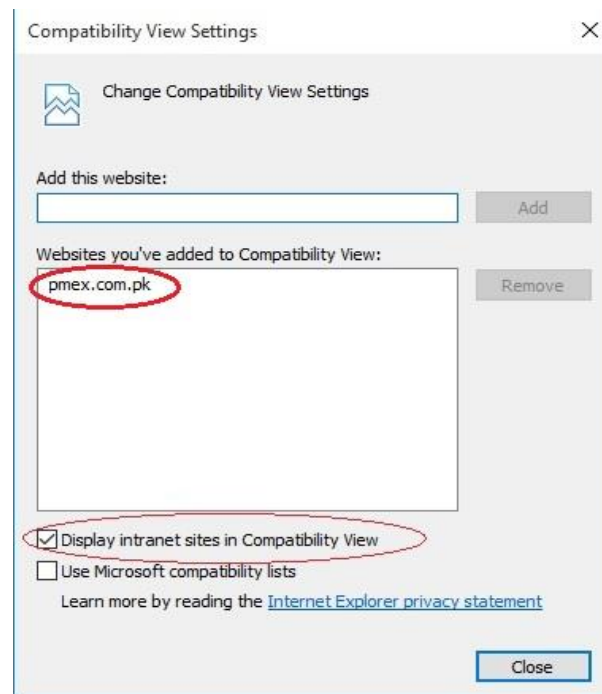 Compatibility View Settings
Change Compatibility View Settings
Add this website:
Add
Websites you've added to Compatibility View:
pmex.com.pk
Remove
Display intranet sites in Compatibility View
Use Microsoft compatibility lists
Learn more by reading the Internet Explorer privacy statement
Close